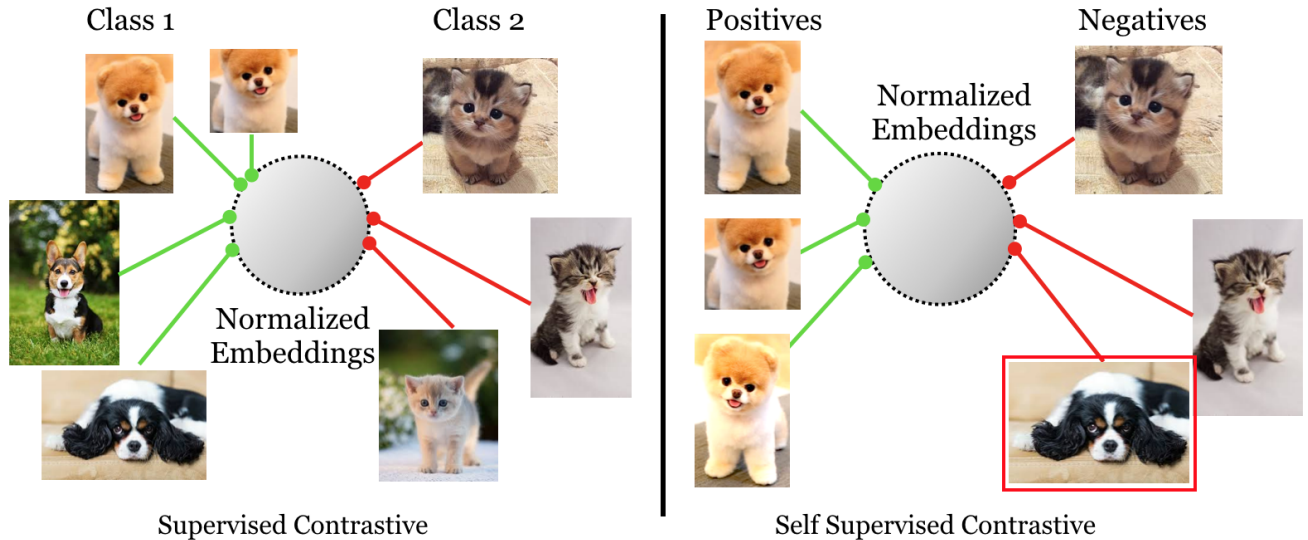 Class 1
Class 2
Normalized
Embeddings
Supervised Contrastive
Positives
Negatives
Normalized
Embeddings
Self Supervised Contrastive